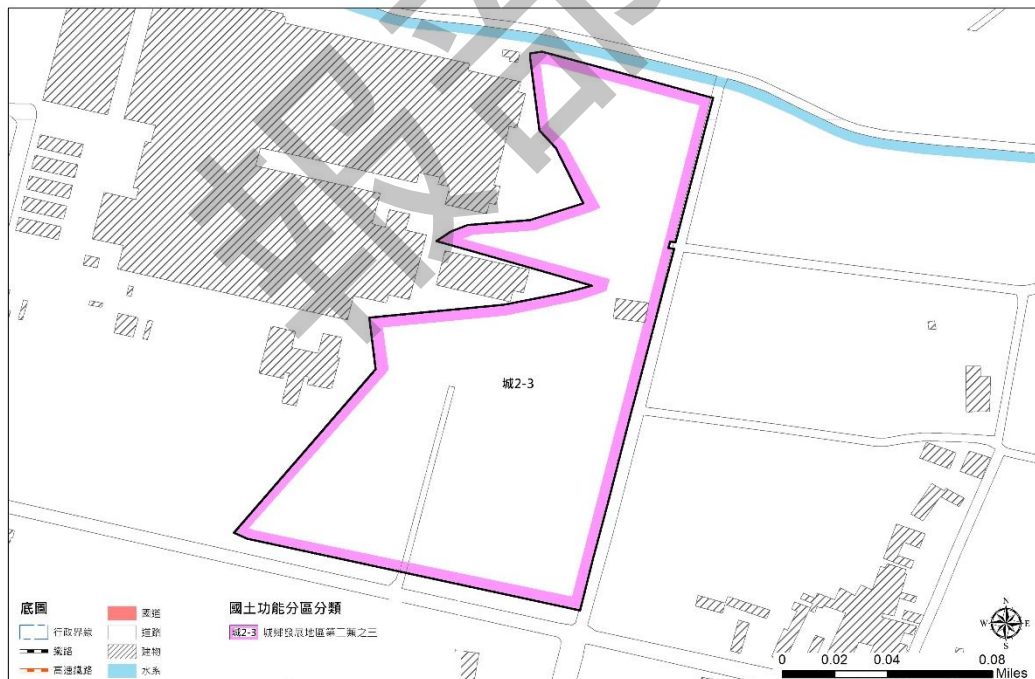 城2-3
底圖
行政界線
鐵路
高速鐵路
國道
道路
建物
水系
國土功能分區分類
城2-3 城鄉發展地區第二類之三
N
W E
S
0 0.02 0.04 0.08
Miles